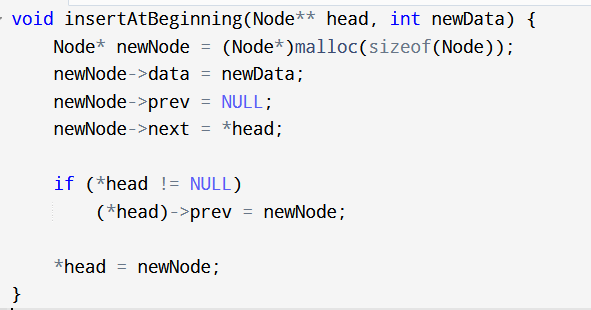 void insertAtBeginning(Node** head, int newData) {
    Node* newNode = (Node*)malloc(sizeof(Node));
    newNode->data = newData;
    newNode->prev = NULL;
    newNode->next = *head;

    if (*head != NULL)
        (*head)->prev = newNode;

    *head = newNode;
}